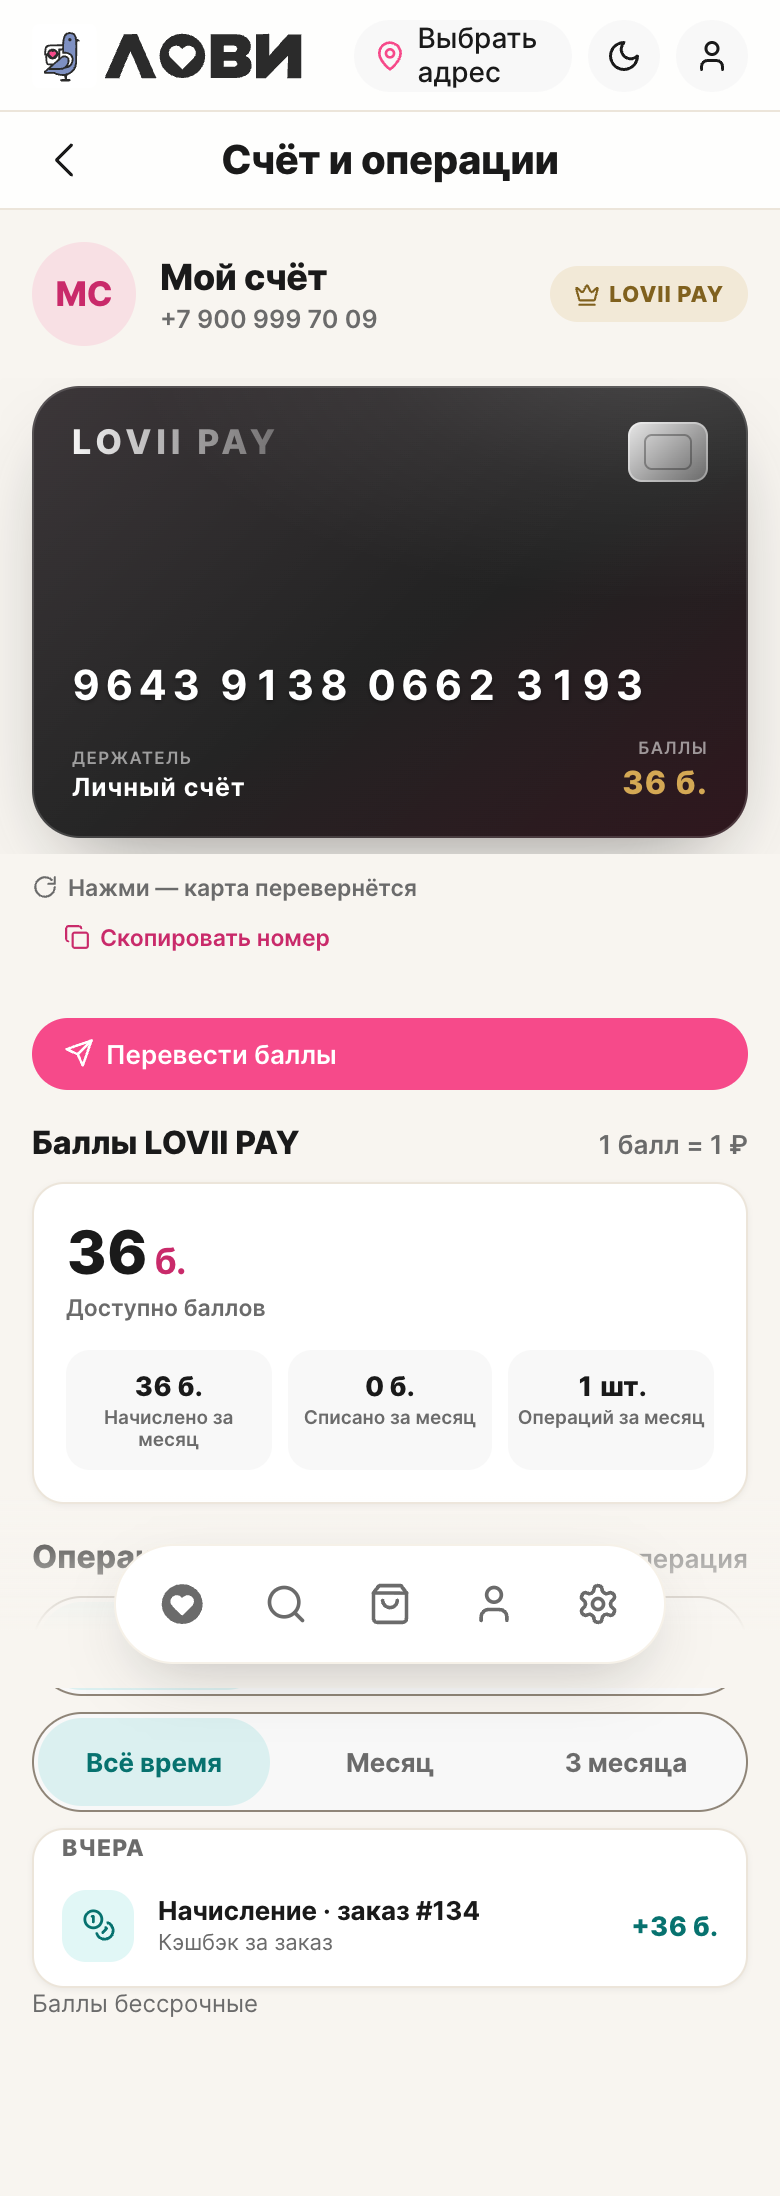 ЛОВИ
Выбрать
адрес
Счёт и операции
МС
Мой счёт
+7 900 999 70 09
LOVII PAY
LOVII PAY
9643 9138 0662 3193
ДЕРЖАТЕЛЬ
Личный счёт
БАЛЛЫ
36 б.
Нажми — карта перевернётся
Скопировать номер
Перевести баллы
Баллы LOVII PAY
1 балл = 1 ₽
36 б.
Доступно баллов
36 б.
Начислено за
месяц
0 б.
Списано за месяц
1 шт.
Операций за месяц
Всё время
Месяц
3 месяца
ВЧЕРА
Начисление · заказ #134
Кэшбэк за заказ
+36 б.
Баллы бессрочные